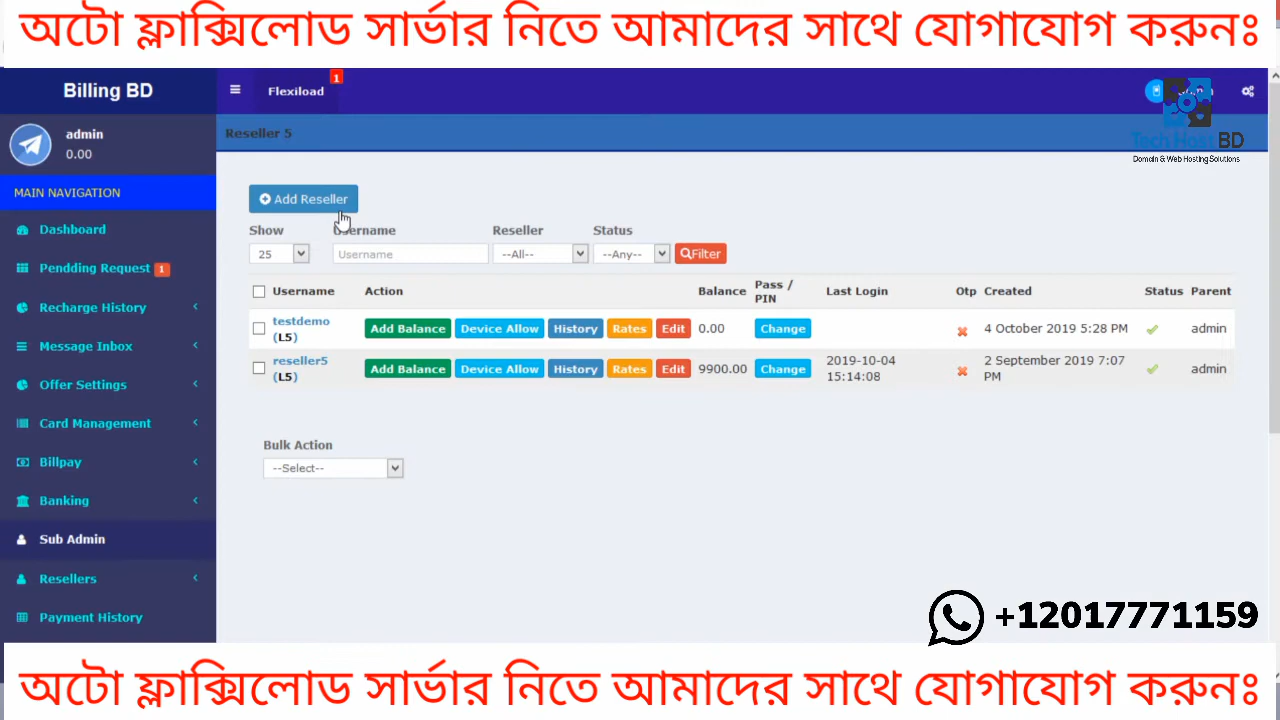 অটো ফ্লাক্সিলোড সার্ভার নিতে আমাদের সাথে যোগাযোগ করুনঃ
Billing BD
Flexiload
1
Tech Host BD
Domain & Web Hosting Solutions
admin
0.00
Reseller 5
MAIN NAVIGATION
Dashboard
Pendding Request 1
Recharge History
Message Inbox
Offer Settings
Card Management
Billpay
Banking
Sub Admin
Resellers
Payment History
Add Reseller
Show Username Reseller Status
25 Username --All-- --Any-- Filter
Username Action Balance Pass / PIN Last Login Otp Created Status Parent
testdemo (L5) Add Balance Device Allow History Rates Edit 0.00 Change 4 October 2019 5:28 PM admin
reseller5 (L5) Add Balance Device Allow History Rates Edit 9900.00 Change 2019-10-04 15:14:08 2 September 2019 7:07 PM admin
Bulk Action
--Select--
+12017771159
অটো ফ্লাক্সিলোড সার্ভার নিতে আমাদের সাথে যোগাযোগ করুনঃ